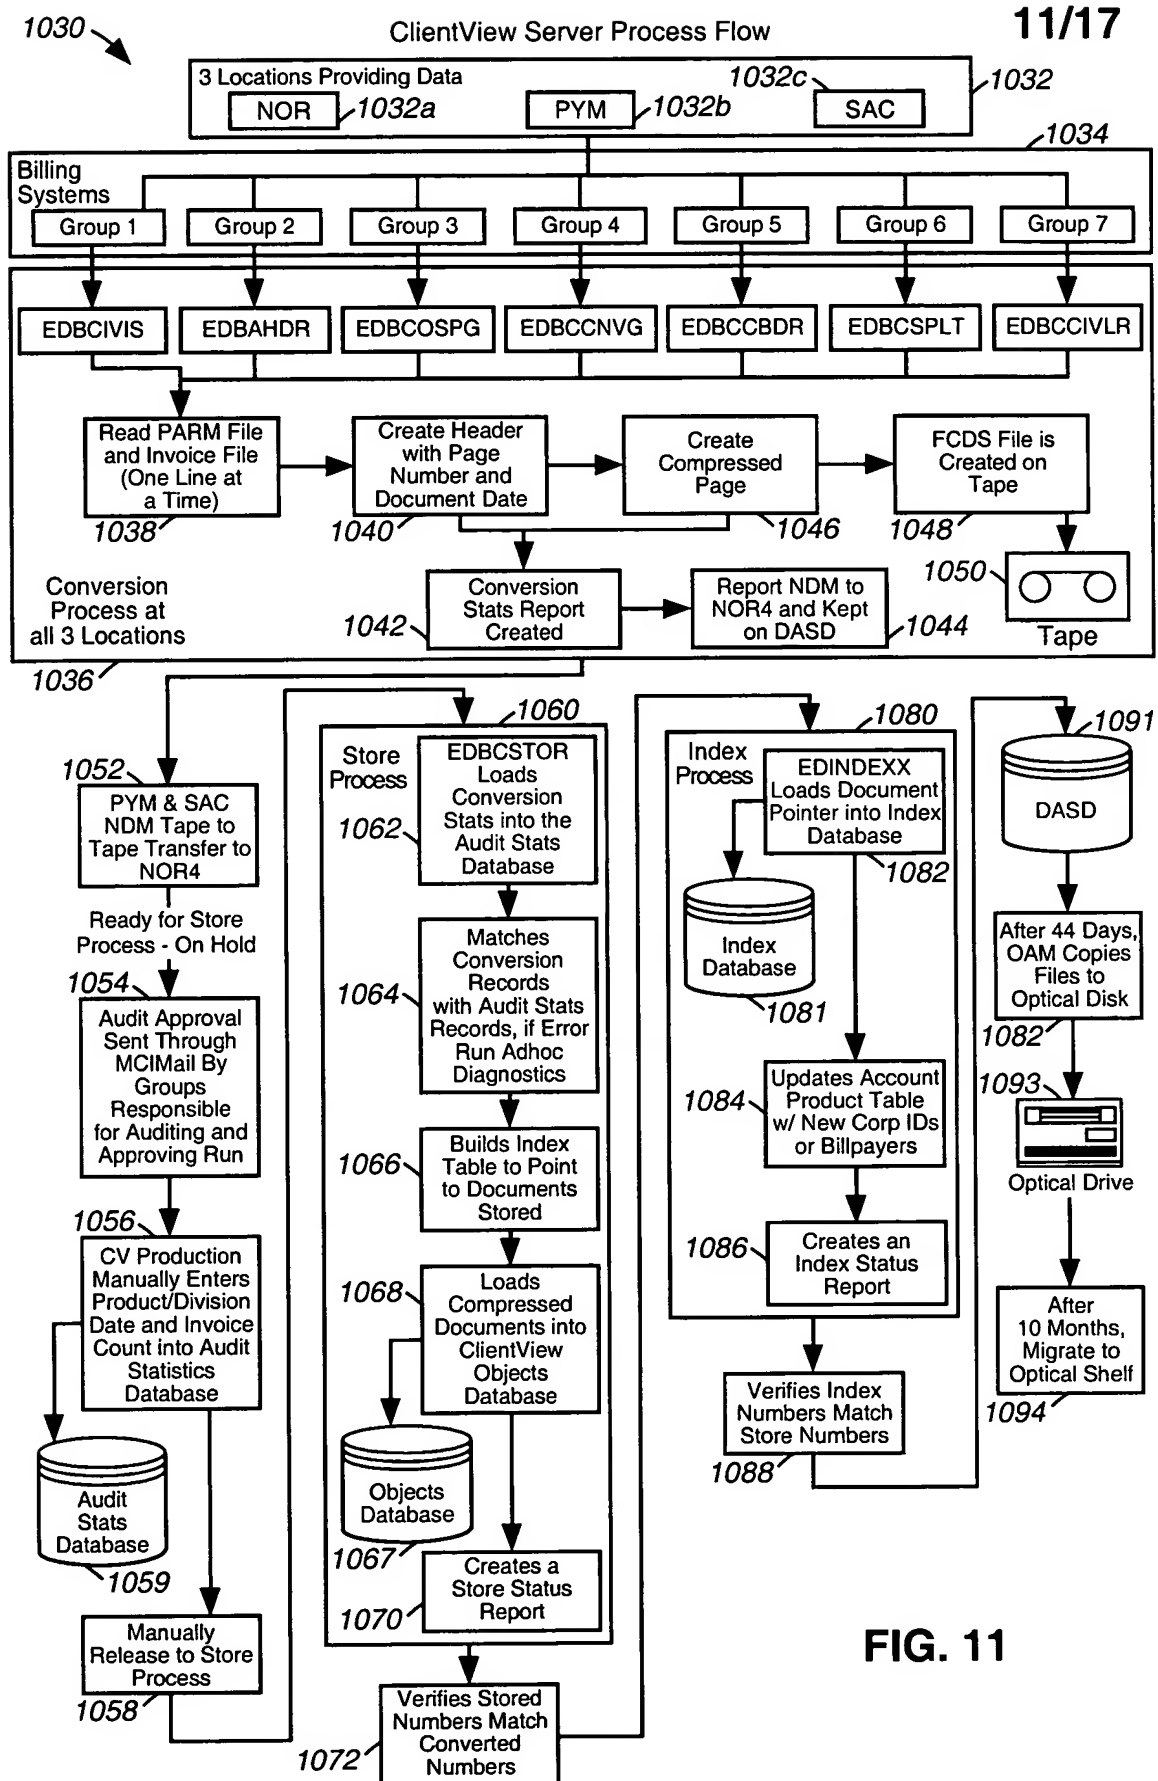 1030
ClientView Server Process Flow
11/17
3 Locations Providing Data
1032c
1032
NOR
1032a
PYM
1032b
SAC
1034
Billing
Systems
Group 1
Group 2
Group 3
Group 4
Group 5
Group 6
Group 7
EDBCIVIS
EDBAHDR
EDBCOSPG
EDBCCNVG
EDBCCBDR
EDBCSPLT
EDBCCIVLR
Read PARM File
and Invoice File
(One Line at
a Time)
1038
Create Header
with Page
Number and
Document Date
1040
Create
Compressed
Page
1046
FCDS File is
Created on
Tape
1048
1050
Tape
Conversion
Process at
all 3 Locations
1036
Conversion
Stats Report
Created
1042
Report NDM to
NOR4 and Kept
on DASD
1044
1052
PYM & SAC
NDM Tape to
Tape Transfer to
NOR4
Ready for Store
Process - On Hold
1054
Audit Approval
Sent Through
MCIMail By
Groups
Responsible
for Auditing and
Approving Run
1056
CV Production
Manually Enters
Product/Division
Date and Invoice
Count into Audit
Statistics
Database
Audit
Stats
Database
1059
Manually
Release to Store
Process
1058
1060
Store
Process
EDBCSTOR
Loads
Conversion
Stats into the
Audit Stats
Database
1062
Matches
Conversion
Records
with Audit Stats
Records, if Error
Run Adhoc
Diagnostics
1064
Builds Index
Table to Point
to Documents
Stored
1066
Loads
Compressed
Documents into
ClientView
Objects
Database
1068
Objects
Database
1067
Creates a
Store Status
Report
1070
Verifies Stored
Numbers Match
Converted
Numbers
1072
1080
Index
Process
EDINDEXX
Loads Document
Pointer into Index
Database
1082
Index
Database
1081
Updates Account
Product Table
w/ New Corp IDs
or Billpayers
1084
Creates an
Index Status
Report
1086
Verifies Index
Numbers Match
Store Numbers
1088
1091
DASD
After 44 Days,
OAM Copies
Files to
Optical Disk
1082
1093
Optical Drive
After
10 Months,
Migrate to
Optical Shelf
1094
FIG. 11